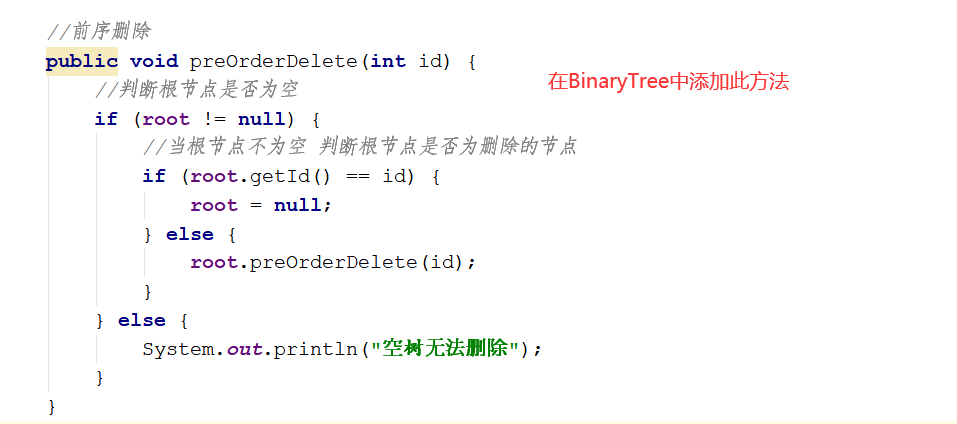 //前序删除
public void preOrderDelete(int id) {
在BinaryTree中添加此方法
//判断根节点是否为空
if (root != null) {
//当根节点不为空 判断根节点是否为删除的节点
if (root.getId() == id) {
root = null;
} else {
root.preOrderDelete(id);
}
} else {
System.out.println("空树无法删除");
}
}